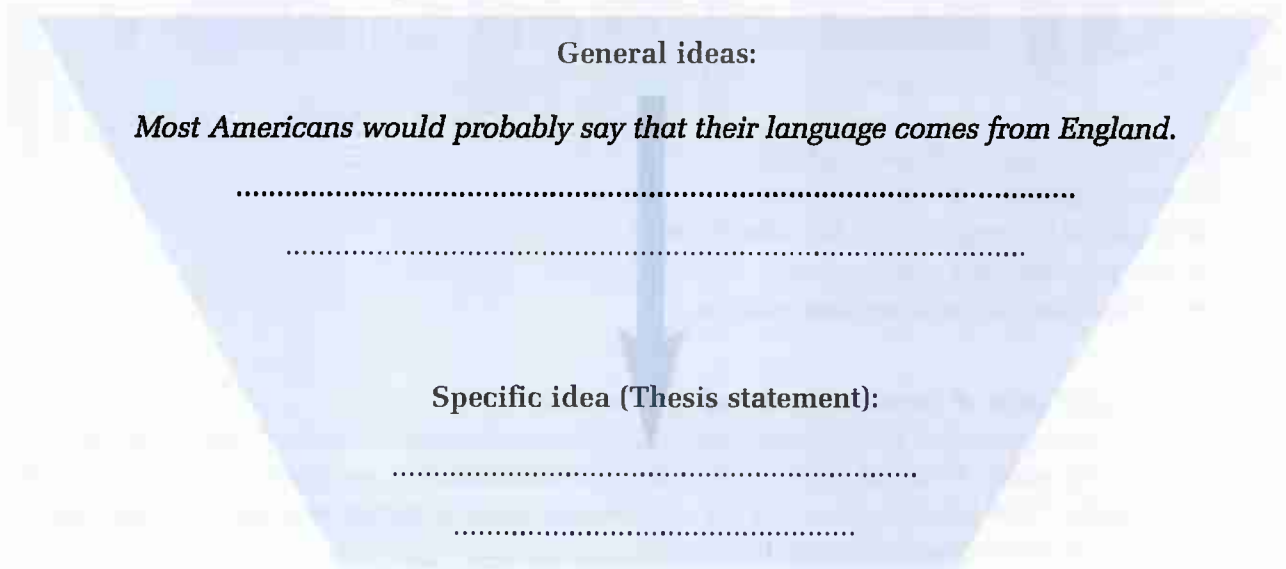 General ideas:
Most Americans would probably say that their language comes from England.
Specific idea (Thesis statement):